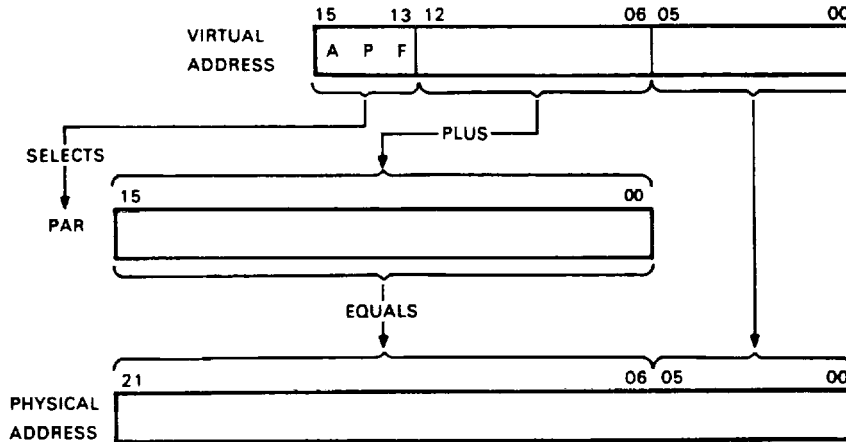 15 13 12 06 05 00
VIRTUAL ADDRESS
A P F
PLUS
SELECTS
15 00
PAR
EQUALS
21 06 05 00
PHYSICAL
ADDRESS